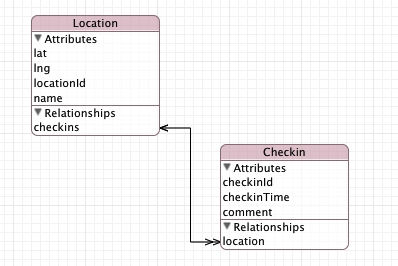 Location
Attributes
lat
lng
locationId
name
Relationships
checkins
Checkin
Attributes
checkinId
checkinTime
comment
Relationships
location